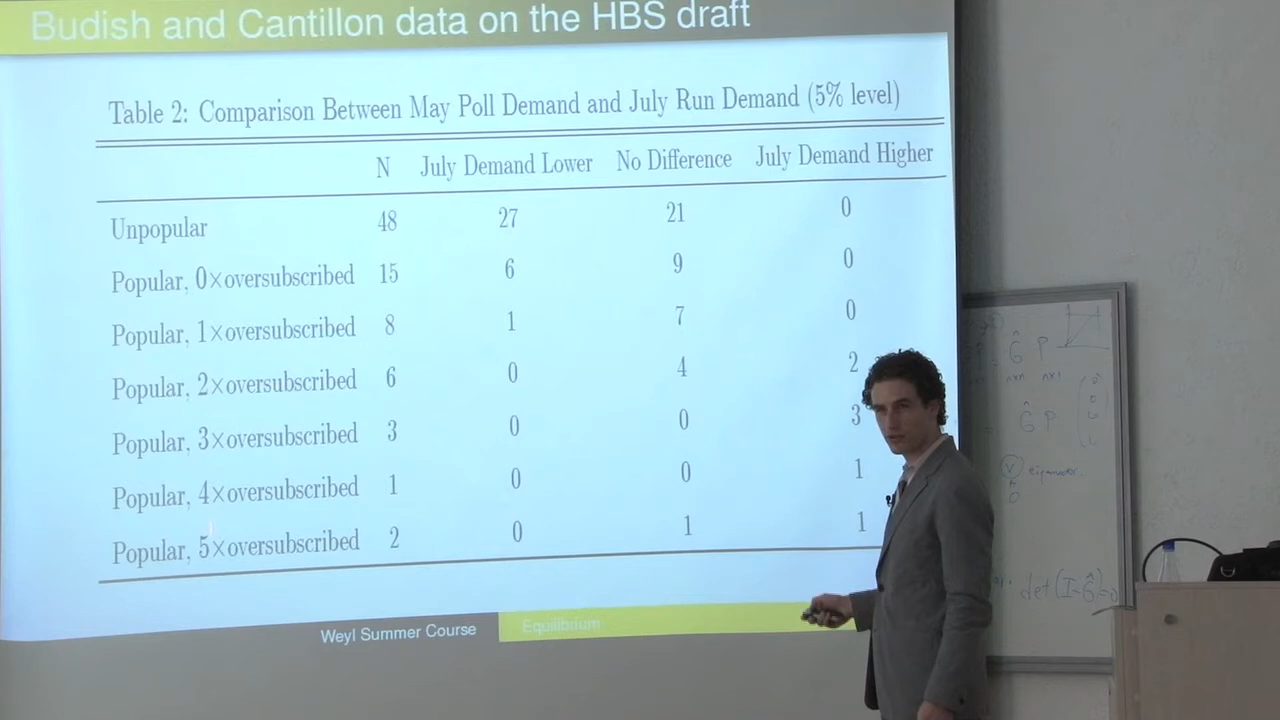 Budish and Cantillon data on the HBS draft
Table 2: Comparison Between May Poll Demand and July Run Demand (5% level)
N July Demand Lower No Difference July Demand Higher
Unpopular 48 27 21 0
Popular, 0×oversubscribed 15 6 9 0
Popular, 1×oversubscribed 8 1 7 0
Popular, 2×oversubscribed 6 0 4 2
Popular, 3×oversubscribed 3 0 0 3
Popular, 4×oversubscribed 1 0 0 1
Popular, 5×oversubscribed 2 0 1 1
Weyl Summer Course Equilibrium
Ĝ P
n×n n×1
Ĝ P
det(I-Ĝ)=0